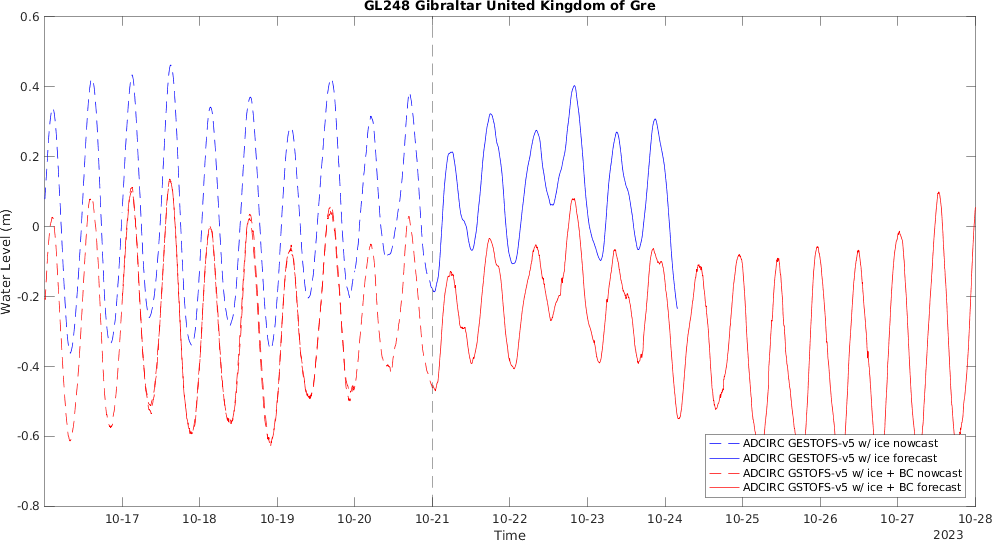 GL248 Gibraltar United Kingdom of Gre
0.6
0.4
0.2
0
-0.2
-0.4
-0.6
-0.8
Water Level (m)
ADCIRC GESTOFS-v5 w/ ice nowcast
ADCIRC GESTOFS-v5 w/ ice forecast
ADCIRC GSTOFS-v5 w/ ice + BC nowcast
ADCIRC GSTOFS-v5 w/ ice + BC forecast
10-17 10-18 10-19 10-20 10-21 10-22 10-23 10-24 10-25 10-26 10-27 10-28
Time
2023